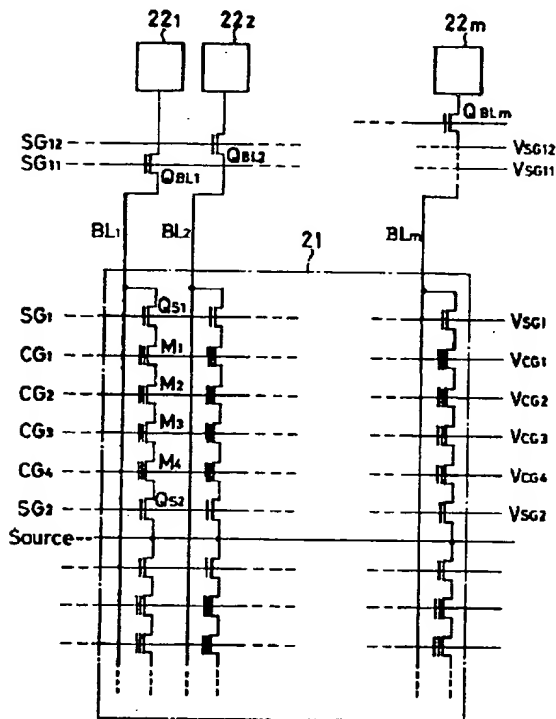 22₁ 22₂ 22m
QBLm
SG₁₂ QBL2 VSG12
SG₁₁ QBL1 VSG11
BL₁ BL₂ 21 BLm
SG₁ QS1 VSG1
CG₁ M₁ VCG1
CG₂ M₂ VCG2
CG₃ M₃ VCG3
CG₄ M₄ VCG4
SG₂ QS2 VSG2
Source